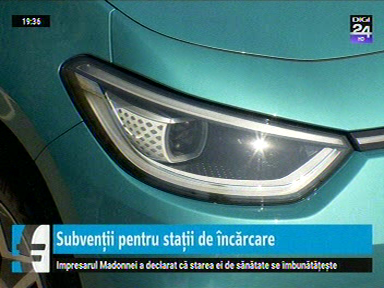 19:36
DIGI
24
.RO
Subvenții pentru stații de încărcare
Impresarul Madonnei a declarat că starea ei de sănătate se îmbunătățește